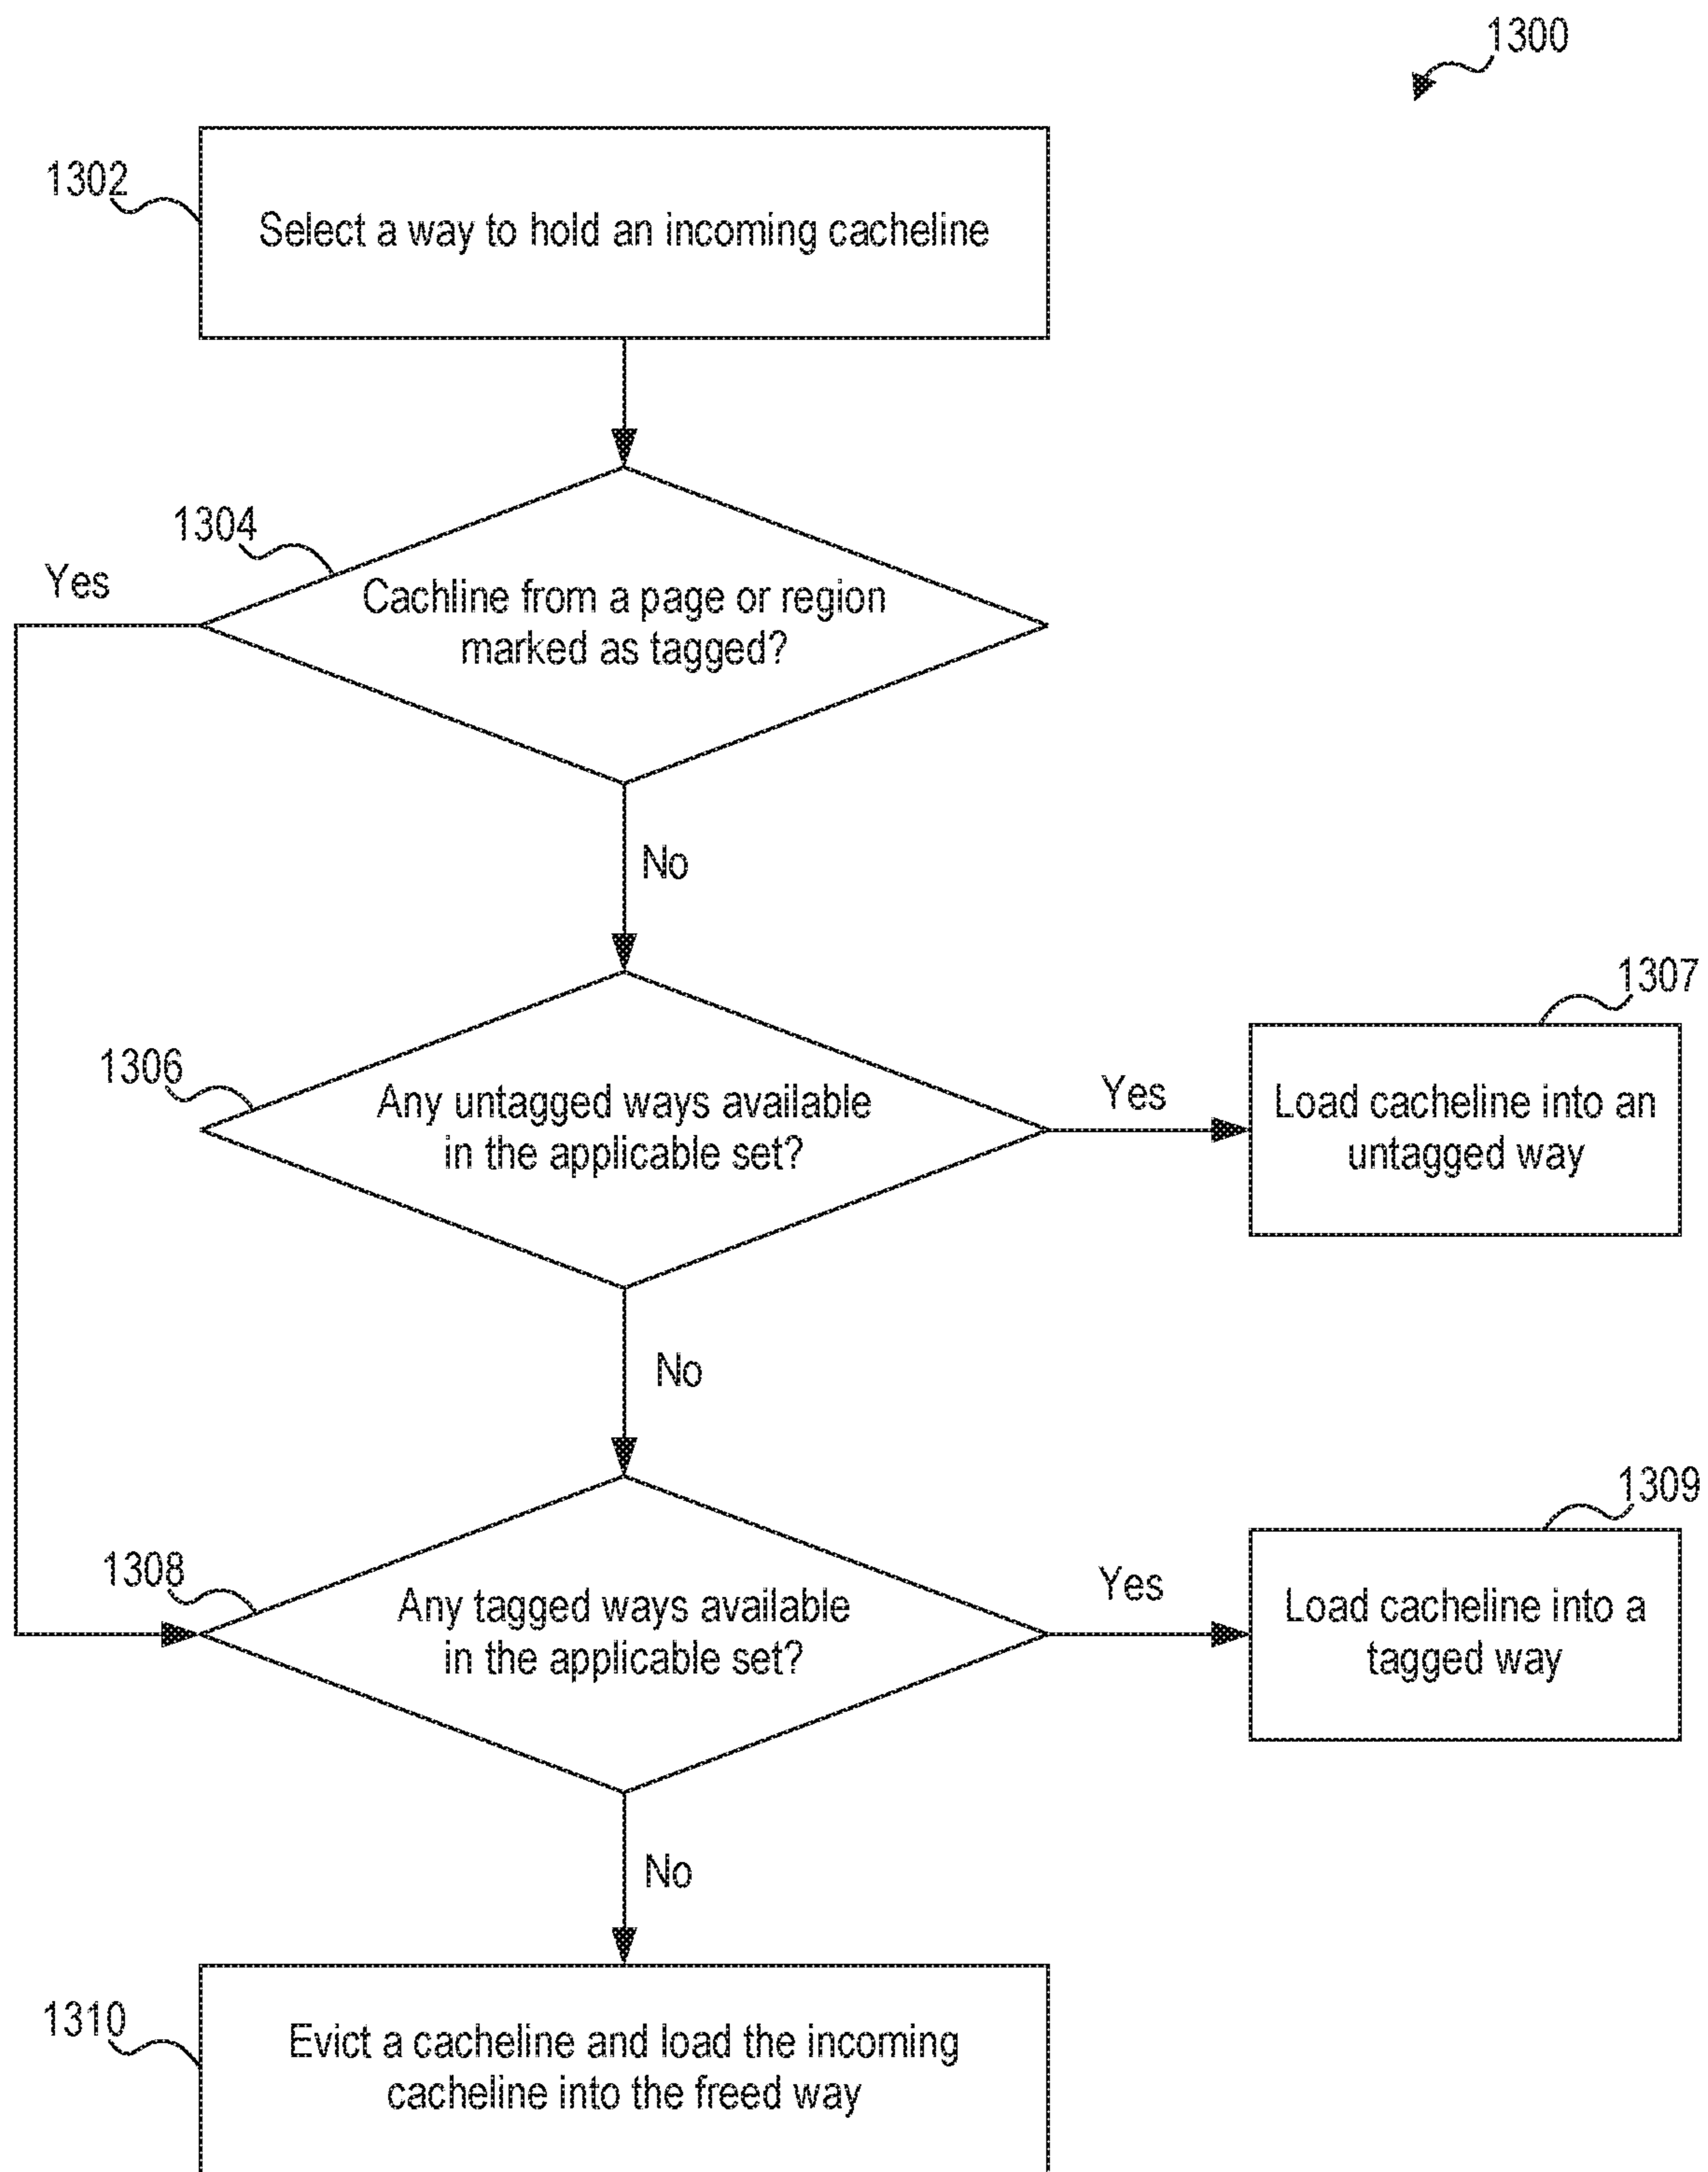 1300
1302
Select a way to hold an incoming cacheline
1304
Yes
Cachline from a page or region
marked as tagged?
No
1307
1306
Any untagged ways available
in the applicable set?
Yes
Load cacheline into an
untagged way
No
1309
1308
Any tagged ways available
in the applicable set?
Yes
Load cacheline into a
tagged way
No
1310
Evict a cacheline and load the incoming
cacheline into the freed way